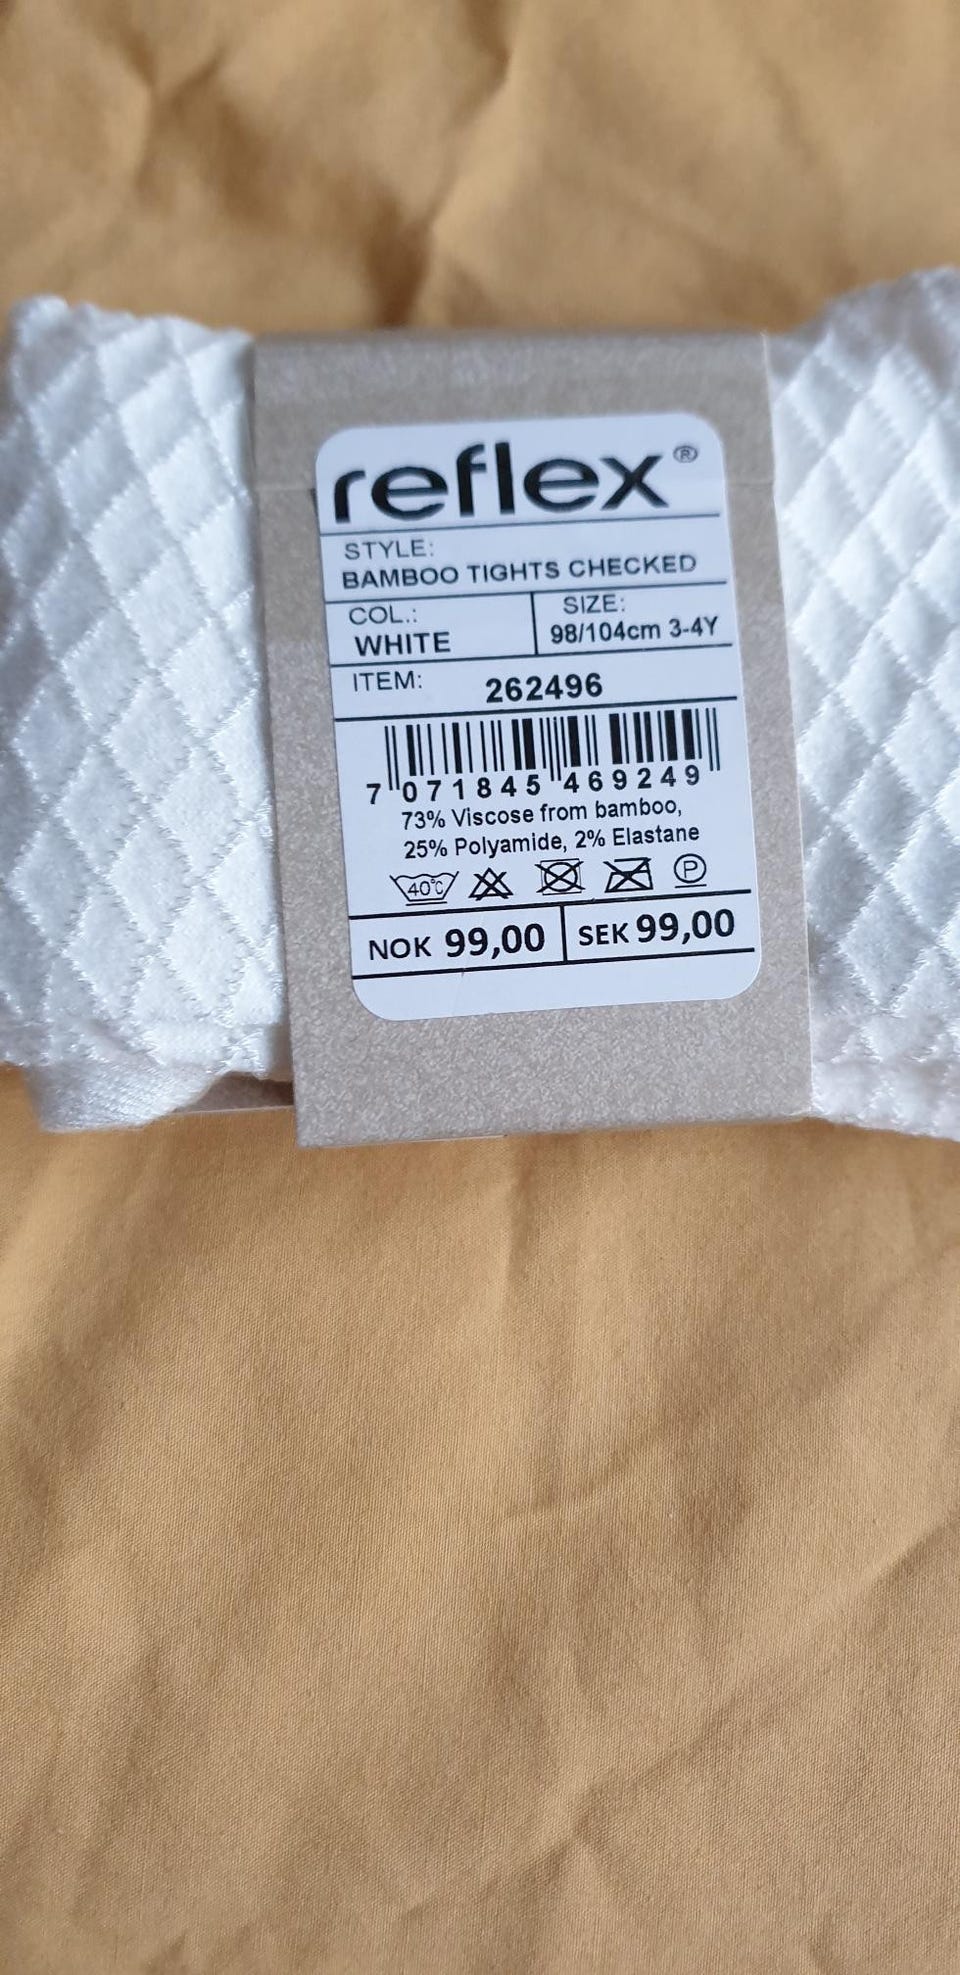 reflex®
STYLE:
BAMBOO TIGHTS CHECKED
COL.:
WHITE
SIZE:
98/104cm 3-4Y
ITEM: 262496
7 071845 469249
73% Viscose from bamboo,
25% Polyamide, 2% Elastane
40°C P
NOK 99,00 SEK 99,00